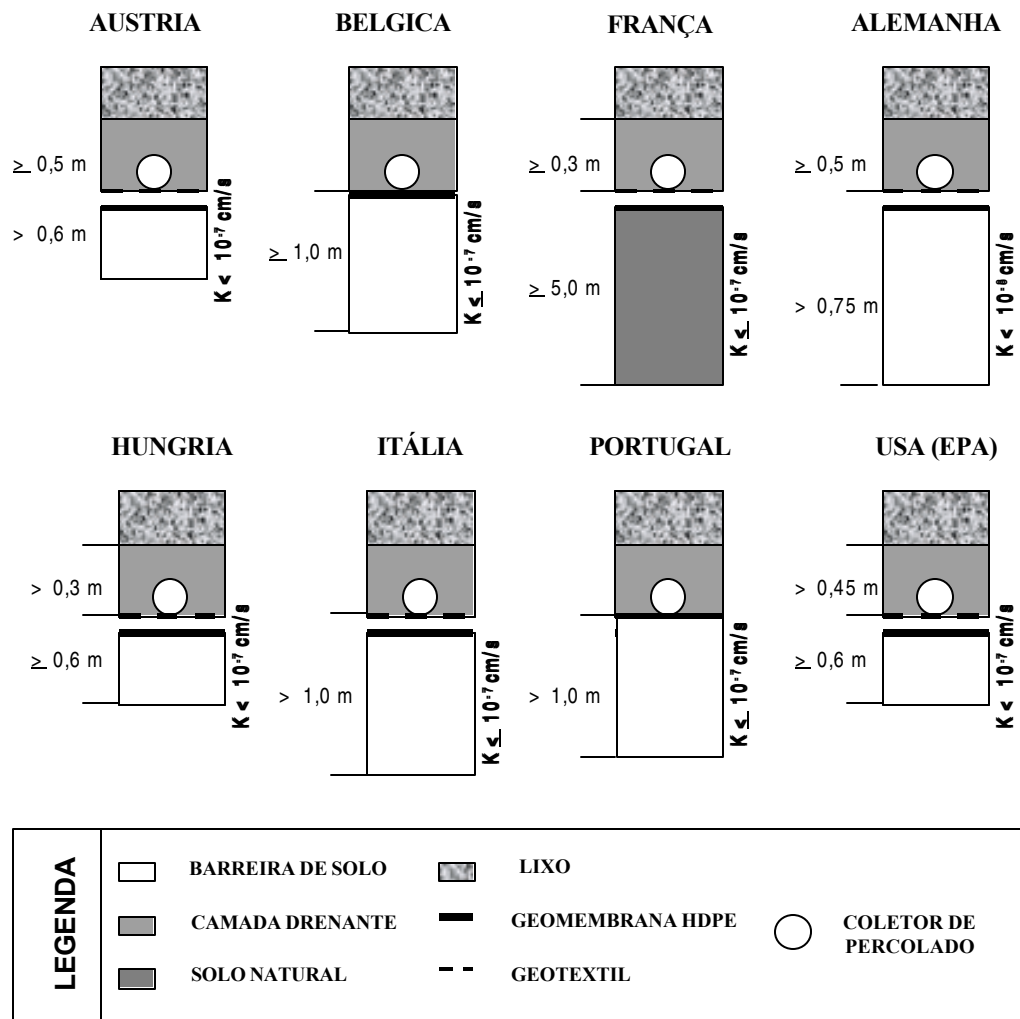 AUSTRIA
BELGICA
FRANÇA
ALEMANHA
≥ 0,5 m
> 0,6 m
K < 10⁻⁷ cm/s
≥ 1,0 m
K ≤ 10⁻⁷ cm/s
≥ 0,3 m
≥ 5,0 m
K ≤ 10⁻⁷ cm/s
≥ 0,5 m
> 0,75 m
K < 10⁻⁸ cm/s
HUNGRIA
ITÁLIA
PORTUGAL
USA (EPA)
> 0,3 m
≥ 0,6 m
K < 10⁻⁷ cm/s
> 1,0 m
K ≤ 10⁻⁷ cm/s
> 1,0 m
K ≤ 10⁻⁷ cm/s
> 0,45 m
≥ 0,6 m
K < 10⁻⁷ cm/s
LEGENDA
BARREIRA DE SOLO
LIXO
CAMADA DRENANTE
GEOMEMBRANA HDPE
COLETOR DE
PERCOLADO
SOLO NATURAL
GEOTEXTIL